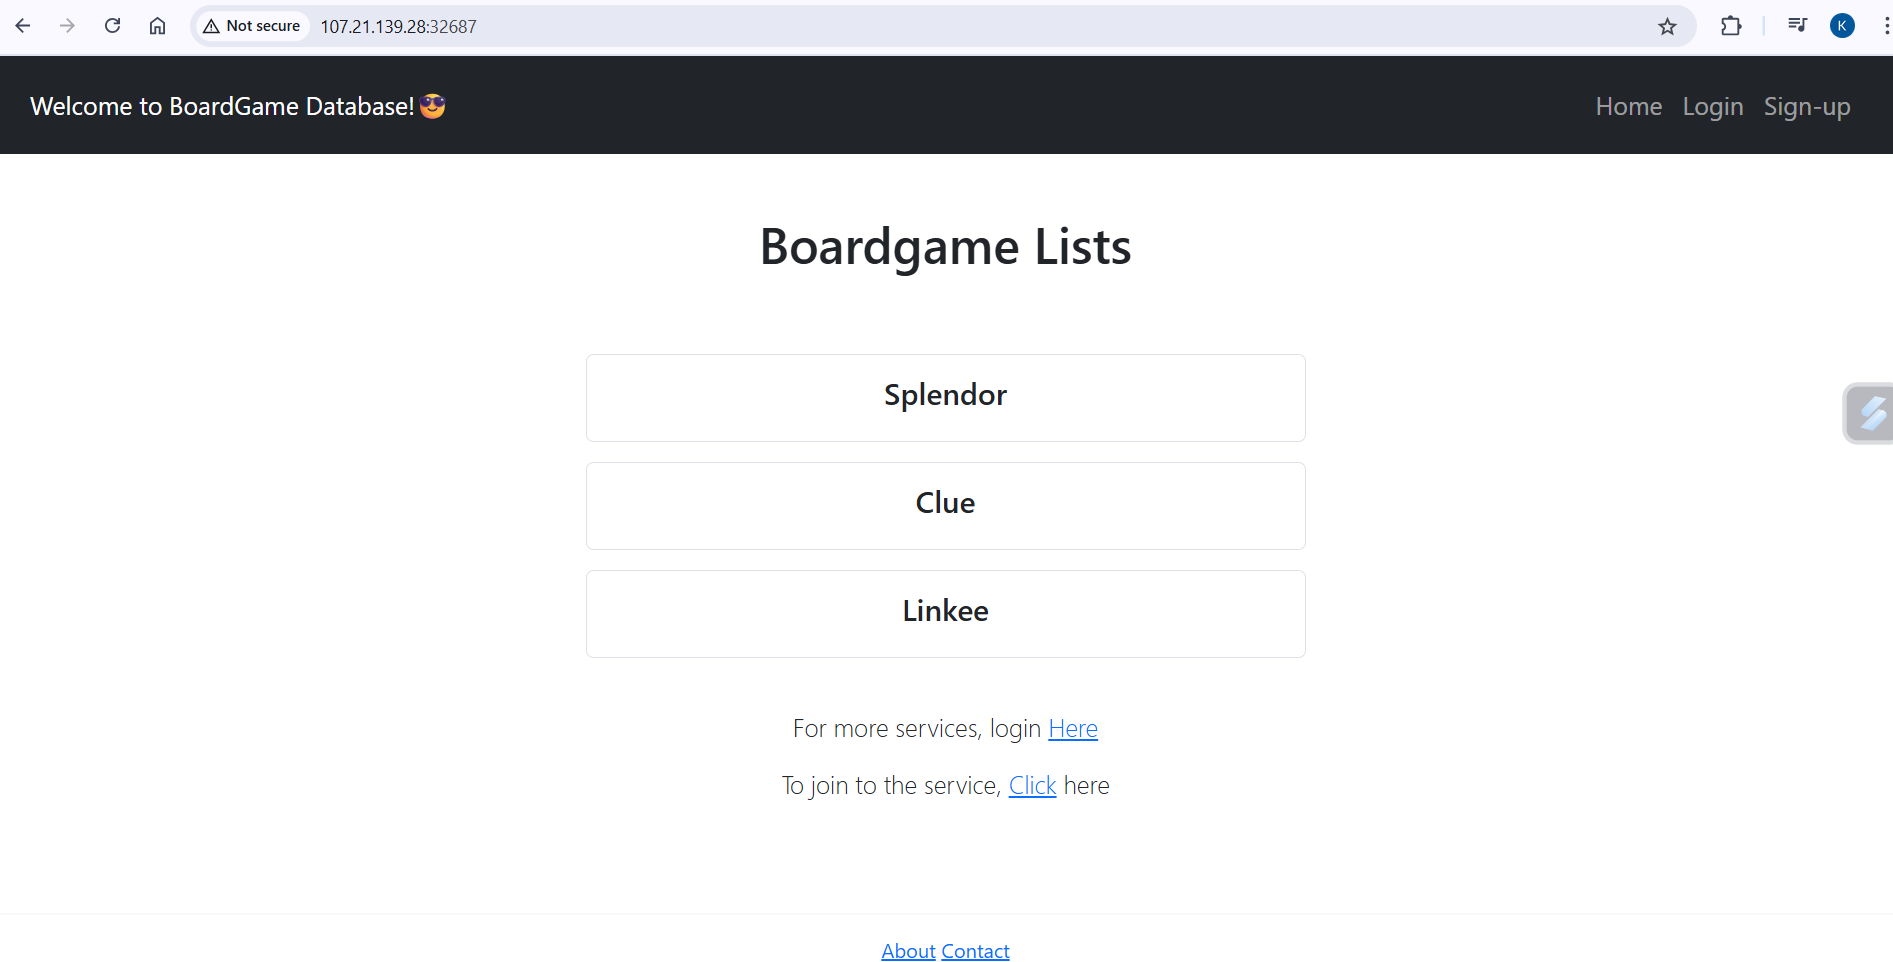 Not secure 107.21.139.28:32687 K
Welcome to BoardGame Database!😎 Home Login Sign-up
Boardgame Lists
Splendor
Clue
Linkee
For more services, login Here
To join to the service, Click here
About Contact